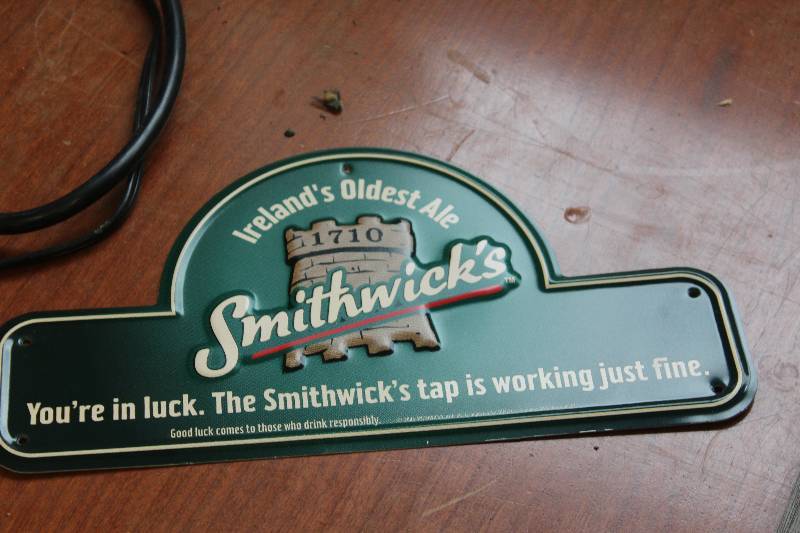 Ireland's Oldest Ale
1710
Smithwick's™
You're in luck. The Smithwick's tap is working just fine.
Good luck comes to those who drink responsibly.